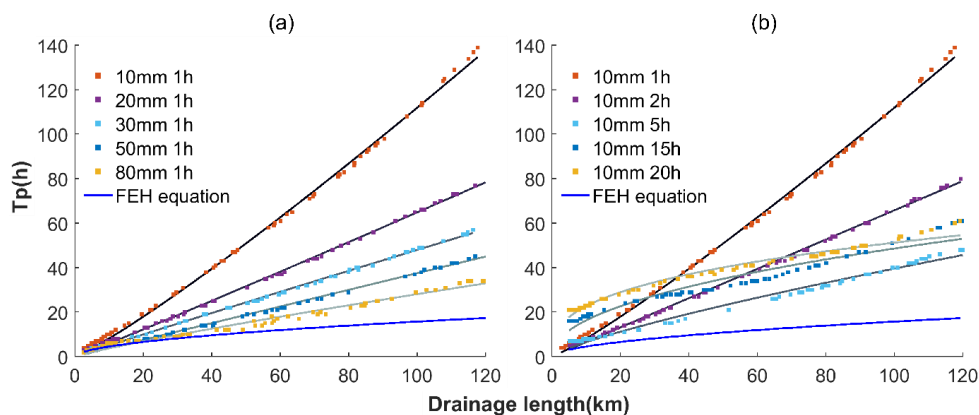 (a)
(b)
Tp(h)
140
120
100
80
60
40
20
0
10mm 1h
20mm 1h
30mm 1h
50mm 1h
80mm 1h
FEH equation
0 20 40 60 80 100 120
140
120
100
80
60
40
20
0
10mm 1h
10mm 2h
10mm 5h
10mm 15h
10mm 20h
FEH equation
0 20 40 60 80 100 120
Drainage length(km)